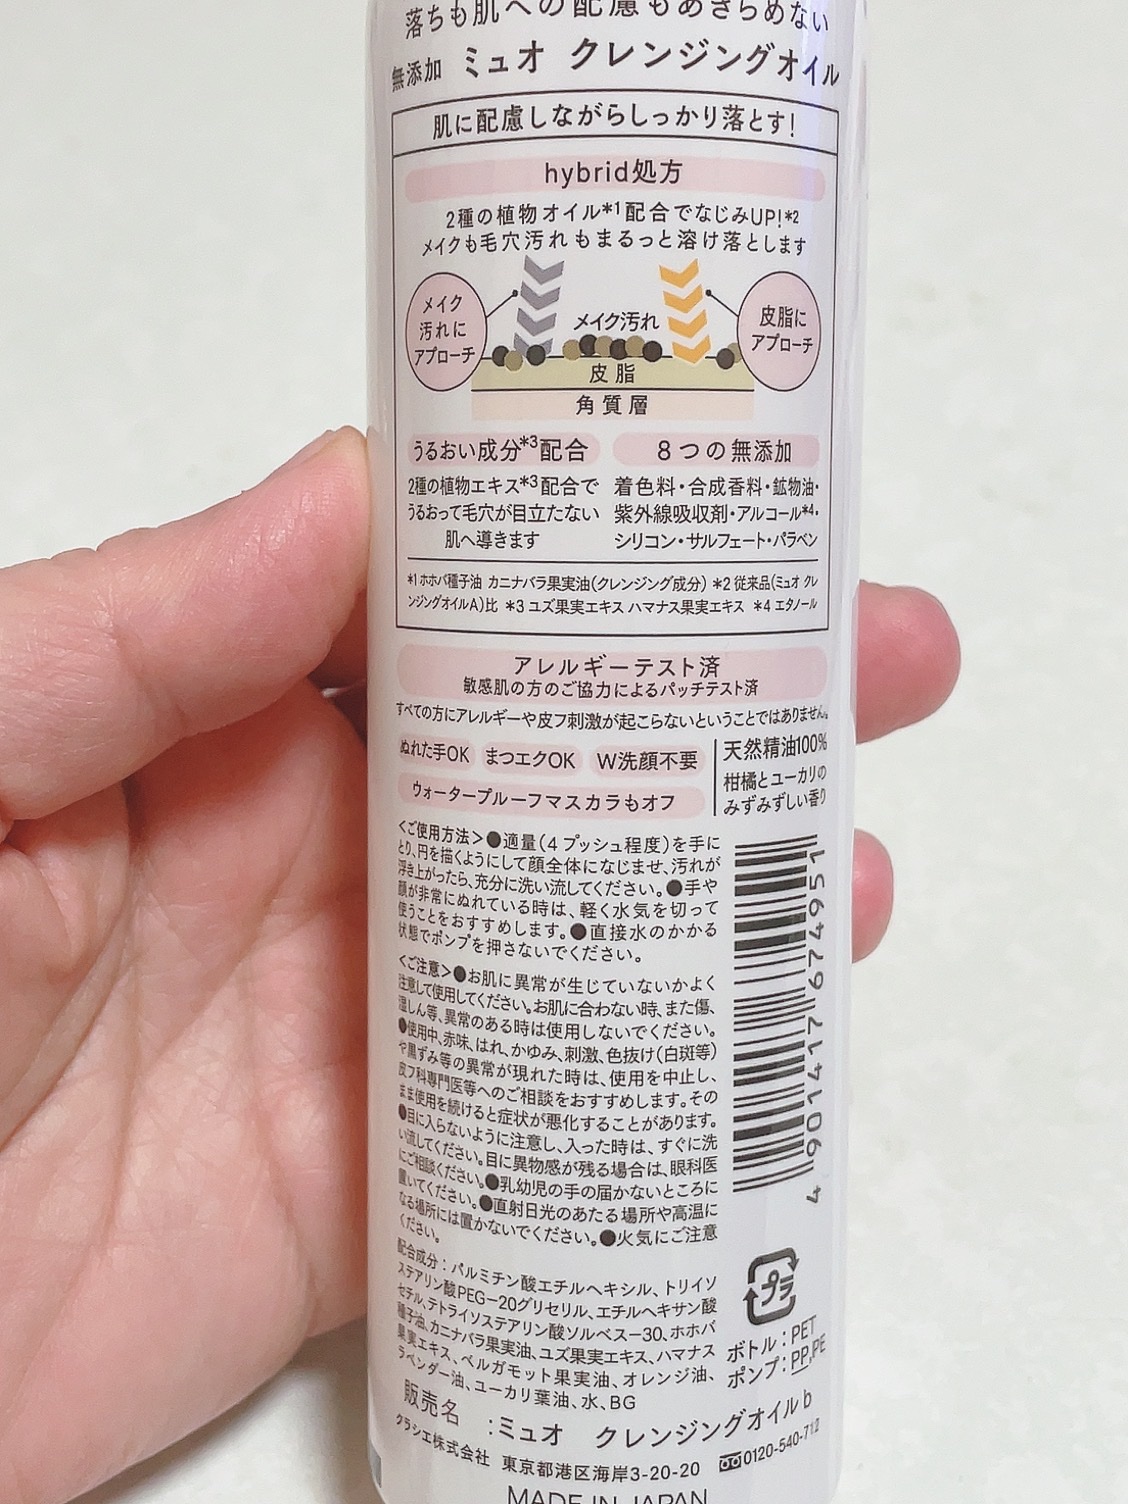 落ちも肌への配慮もあきらめない
無添加 ミュオ クレンジングオイル
肌に配慮しながらしっかり落とす!
hybrid処方
2種の植物オイル*1配合でなじみUP!*2
メイクも毛穴汚れもまるっと溶け落とします
メイク
汚れに
アプローチ
メイク汚れ
皮脂に
アプローチ
皮脂
角質層
うるおい成分*3配合
2種の植物エキス*3配合で
うるおって毛穴が目立たない
肌へ導きます
8つの無添加
着色料・合成香料・鉱物油・
紫外線吸収剤・アルコール*4・
シリコン・サルフェート・パラベン
*1 ホホバ種子油 カニナバラ果実油(クレンジング成分) *2 従来品(ミュオ クレ
ンジングオイルA)比 *3 ユズ果実エキス ハマナス果実エキス *4 エタノール
アレルギーテスト済
敏感肌の方のご協力によるパッチテスト済
すべての方にアレルギーや皮フ刺激が起こらないということではありません。
ぬれた手OK まつエクOK W洗顔不要
ウォータープルーフマスカラもオフ
天然精油100%
柑橘とユーカリの
みずみずしい香り
<ご使用方法>●適量(4プッシュ程度)を手に
とり、円を描くようにして顔全体になじませ、汚れが
浮き上がったら、充分に洗い流してください。●手や
顔が非常にぬれている時は、軽く水気を切って
使うことをおすすめします。●直接水のかかる
状態でポンプを押さないでください。
<ご注意>●お肌に異常が生じていないかよく
注意して使用してください。お肌に合わない時、また傷、
湿しん等、異常のある時は使用しないでください。
●使用中、赤味、はれ、かゆみ、刺激、色抜け(白斑等)
や黒ずみ等の異常が現れた時は、使用を中止し、
皮フ科専門医等へのご相談をおすすめします。その
まま使用を続けると症状が悪化することがあります。
●目に入らないように注意し、入った時は、すぐに洗
い流してください。目に異物感が残る場合は、眼科医
にご相談ください。●乳幼児の手の届かないところに
置いてください。●直射日光のあたる場所や高温に
なる場所には置かないでください。●火気にご注意
ください。
配合成分：パルミチン酸エチルヘキシル、トリイソ
ステアリン酸PEG－20グリセリル、エチルヘキサン酸
セチル、テトライソステアリン酸ソルベス－30、ホホバ
種子油、カニナバラ果実油、ユズ果実エキス、ハマナス
果実エキス、ベルガモット果実油、オレンジ油、
ラベンダー油、ユーカリ葉油、水、BG
4901417674951
プラ
ボトル：PET
ポンプ：PP,PE
販売名：ミュオ クレンジングオイルb
クラシエ株式会社 東京都港区海岸3-20-20 0120-540-712
MADE IN JAPAN